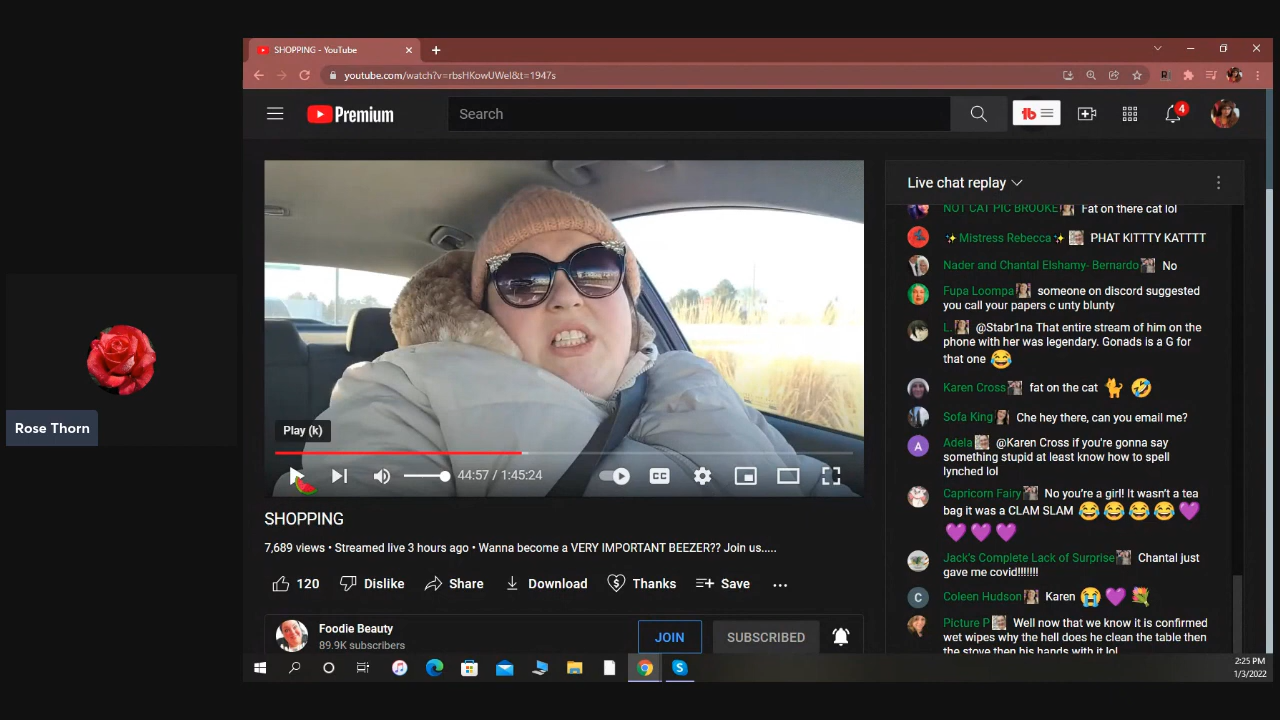 SHOPPING - YouTube
youtube.com/watch?v=rbsHKowUWeI&t=1947s
Premium
Search
4
Live chat replay
NOT CAT PIC BROOKE Fat on there cat lol
✨Mistress Rebecca✨ PHAT KITTTY KATTTT
Nader and Chantal Elshamy- Bernardo No
Fupa Loompa someone on discord suggested
you call your papers c unty blunty
L. @Stabr1na That entire stream of him on the
phone with her was legendary. Gonads is a G for
that one 😂
Karen Cross fat on the cat 🐈 🤣
Sofa King Che hey there, can you email me?
A
Adela @Karen Cross if you're gonna say
something stupid at least know how to spell
lynched lol
Capricorn Fairy No you're a girl! It wasn't a tea
bag it was a CLAM SLAM 😂 😂 😂 😂 💜
💜 💜 💜
Jack's Complete Lack of Surprise Chantal just
gave me covid!!!!!!!
C
Coleen Hudson Karen 😭 💜 💐
Picture P Well now that we know it is confirmed
wet wipes why the hell does he clean the table then
the stove then his hands with it lol
Play (k)
44:57 / 1:45:24
CC
SHOPPING
7,689 views • Streamed live 3 hours ago • Wanna become a VERY IMPORTANT BEEZER?? Join us.....
120 Dislike Share Download Thanks Save
Foodie Beauty
89.9K subscribers
JOIN
SUBSCRIBED
Rose Thorn
2:25 PM
1/3/2022